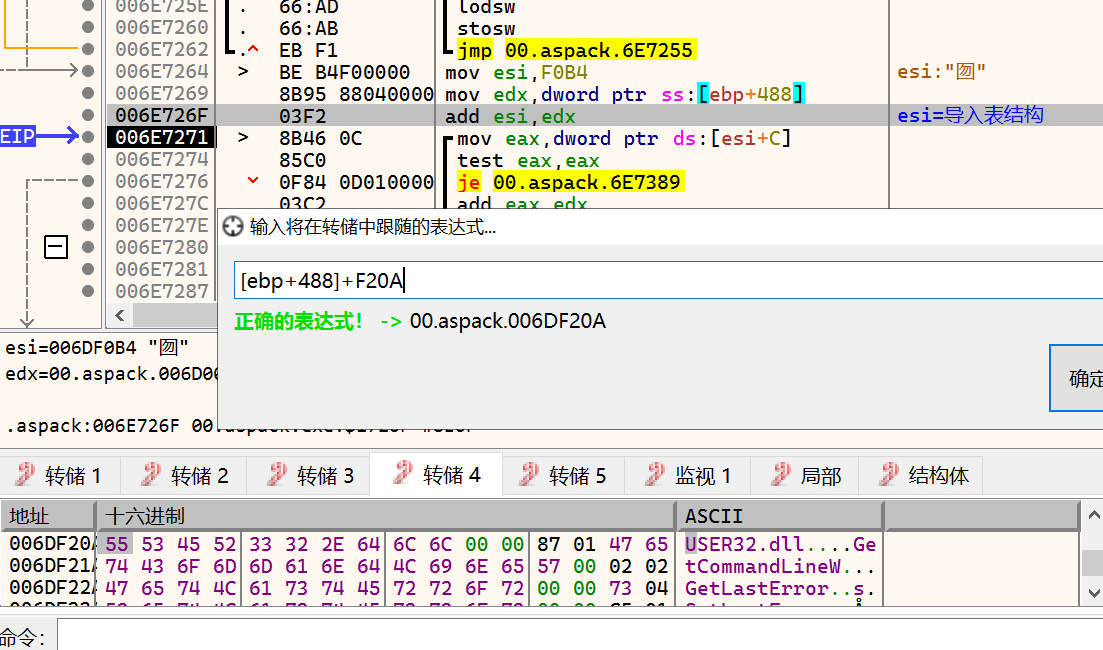 006E725E . 66:AD lodsw
006E7260 . 66:AB stosw
006E7262 .^ EB F1 jmp 00.aspack.6E7255
006E7264 > BE B4F00000 mov esi,F0B4 esi:"囫"
006E7269 8B95 88040000 mov edx,dword ptr ss:[ebp+488]
006E726F 03F2 add esi,edx esi=导入表结构
EIP 006E7271 > 8B46 0C mov eax,dword ptr ds:[esi+C]
006E7274 85C0 test eax,eax
006E7276 0F84 0D010000 je 00.aspack.6E7389
006E727C 03C2 add eax,edx
006E727E
006E7280
006E7281
006E7287
输入将在转储中跟随的表达式...
[ebp+488]+F20A
正确的表达式! -> 00.aspack.006DF20A
确定
esi=006DF0B4 "囫"
edx=00.aspack.006D00
.aspack:006E726F 00.aspack.exe:$1726F
转储 1 转储 2 转储 3 转储 4 转储 5 监视 1 局部 结构体
地址 十六进制 ASCII
006DF20A 55 53 45 52 33 32 2E 64 6C 6C 00 00 87 01 47 65 USER32.dll....Ge
006DF21A 74 43 6F 6D 6D 61 6E 64 4C 69 6E 65 57 00 02 02 tCommandLineW...
006DF22A 47 65 74 4C 61 73 74 45 72 72 6F 72 00 00 73 04 GetLastError..s.
命令: